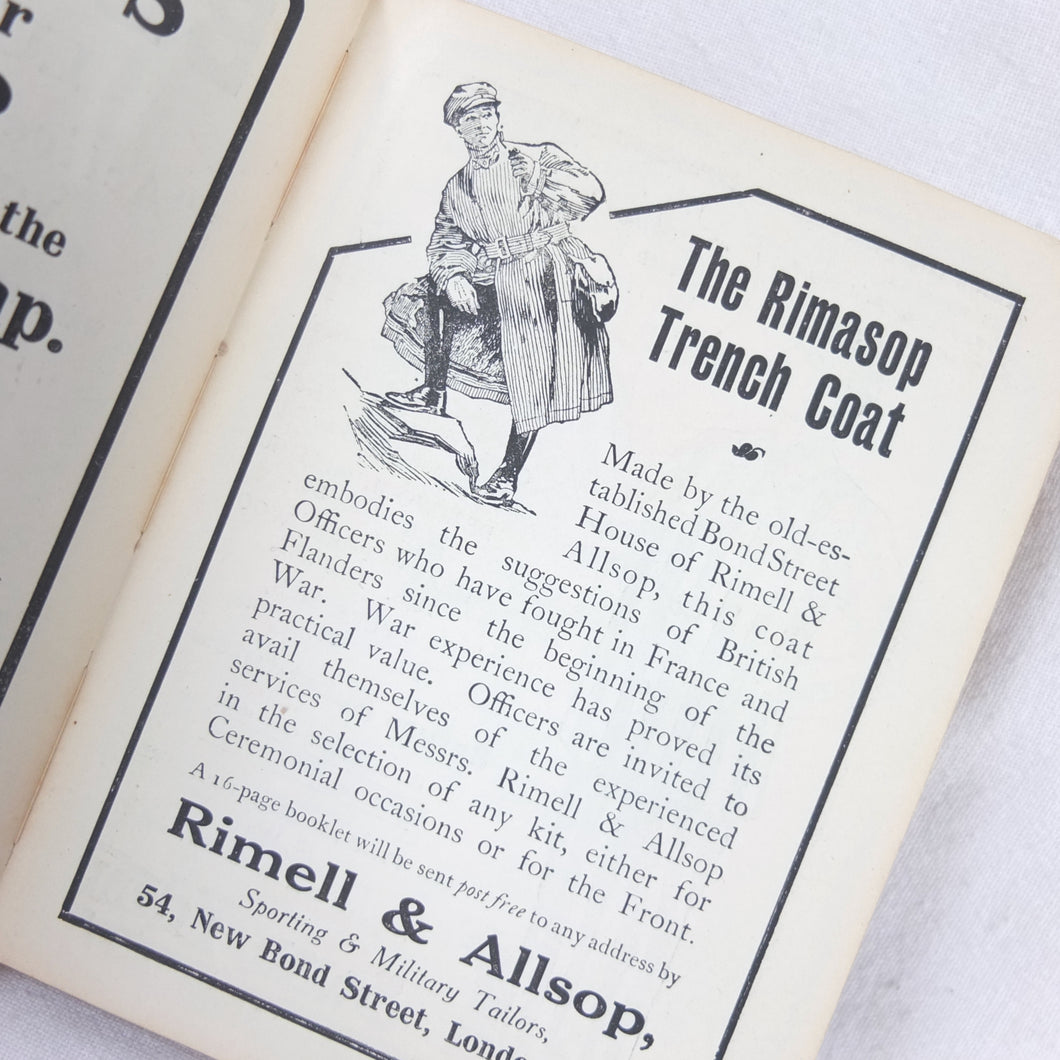 s
r
the
mp.
The Rimasop
Trench Coat
Made by the old-es-
tablished Bond Street
House of Rimell &
Allsop, this coat
embodies the suggestions of British
Officers who have fought in France and
Flanders since the beginning of the
War. War experience has proved its
practical value. Officers are invited to
avail themselves of the experienced
services of Messrs. Rimell & Allsop
in the selection of any kit, either for
Ceremonial occasions or for the Front.
A 16-page booklet will be sent post free to any address by
Rimell & Allsop,
Sporting & Military Tailors,
54, New Bond Street, Londo